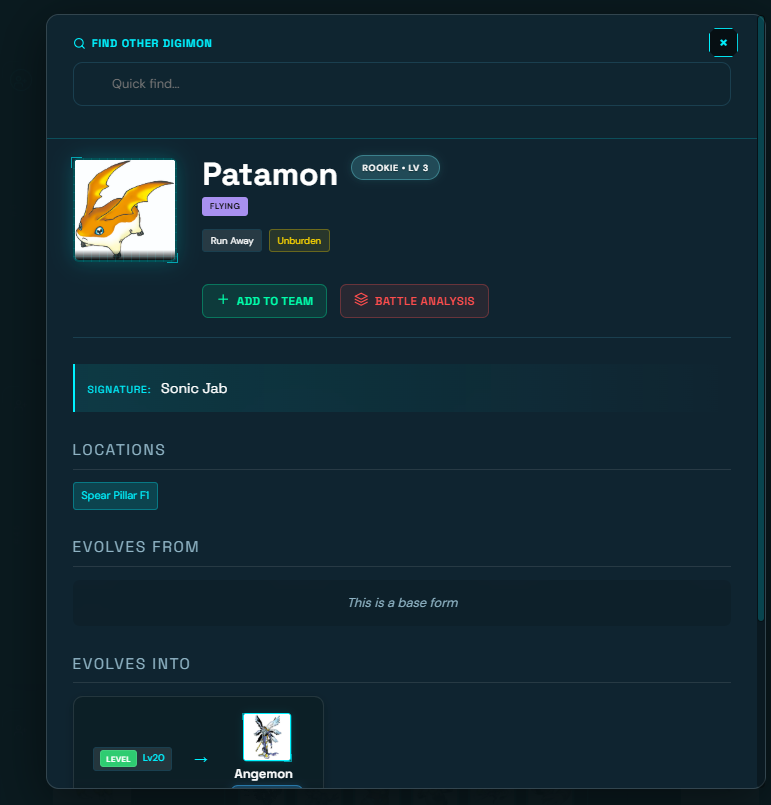 FIND OTHER DIGIMON
Quick find...
Patamon
ROOKIE • LV 3
FLYING
Run Away
Unburden
ADD TO TEAM
BATTLE ANALYSIS
SIGNATURE: Sonic Jab
LOCATIONS
Spear Pillar F1
EVOLVES FROM
This is a base form
EVOLVES INTO
LEVEL Lv20 →
Angemon